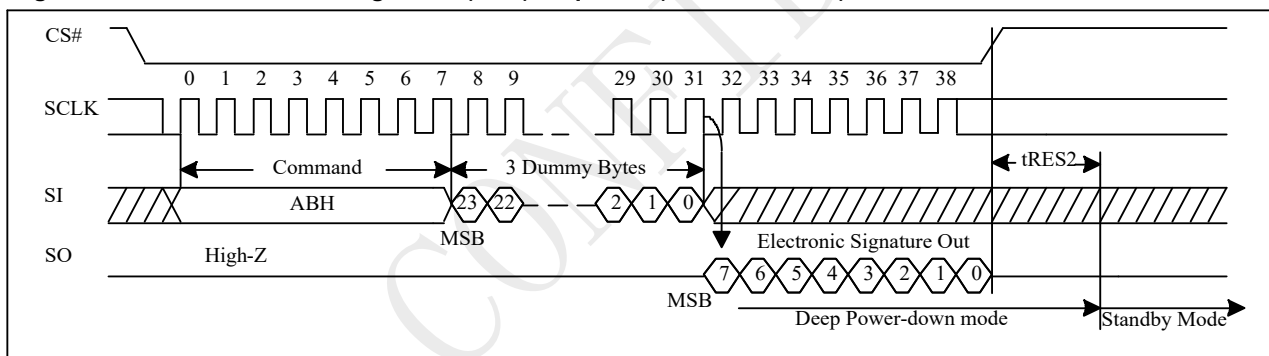 CS#
0 1 2 3 4 5 6 7 8 9 29 30 31 32 33 34 35 36 37 38
SCLK
Command 3 Dummy Bytes tRES2
SI ABH 23 22 2 1 0
MSB
SO High-Z Electronic Signature Out
7 6 5 4 3 2 1 0
MSB
Deep Power-down mode Standby Mode